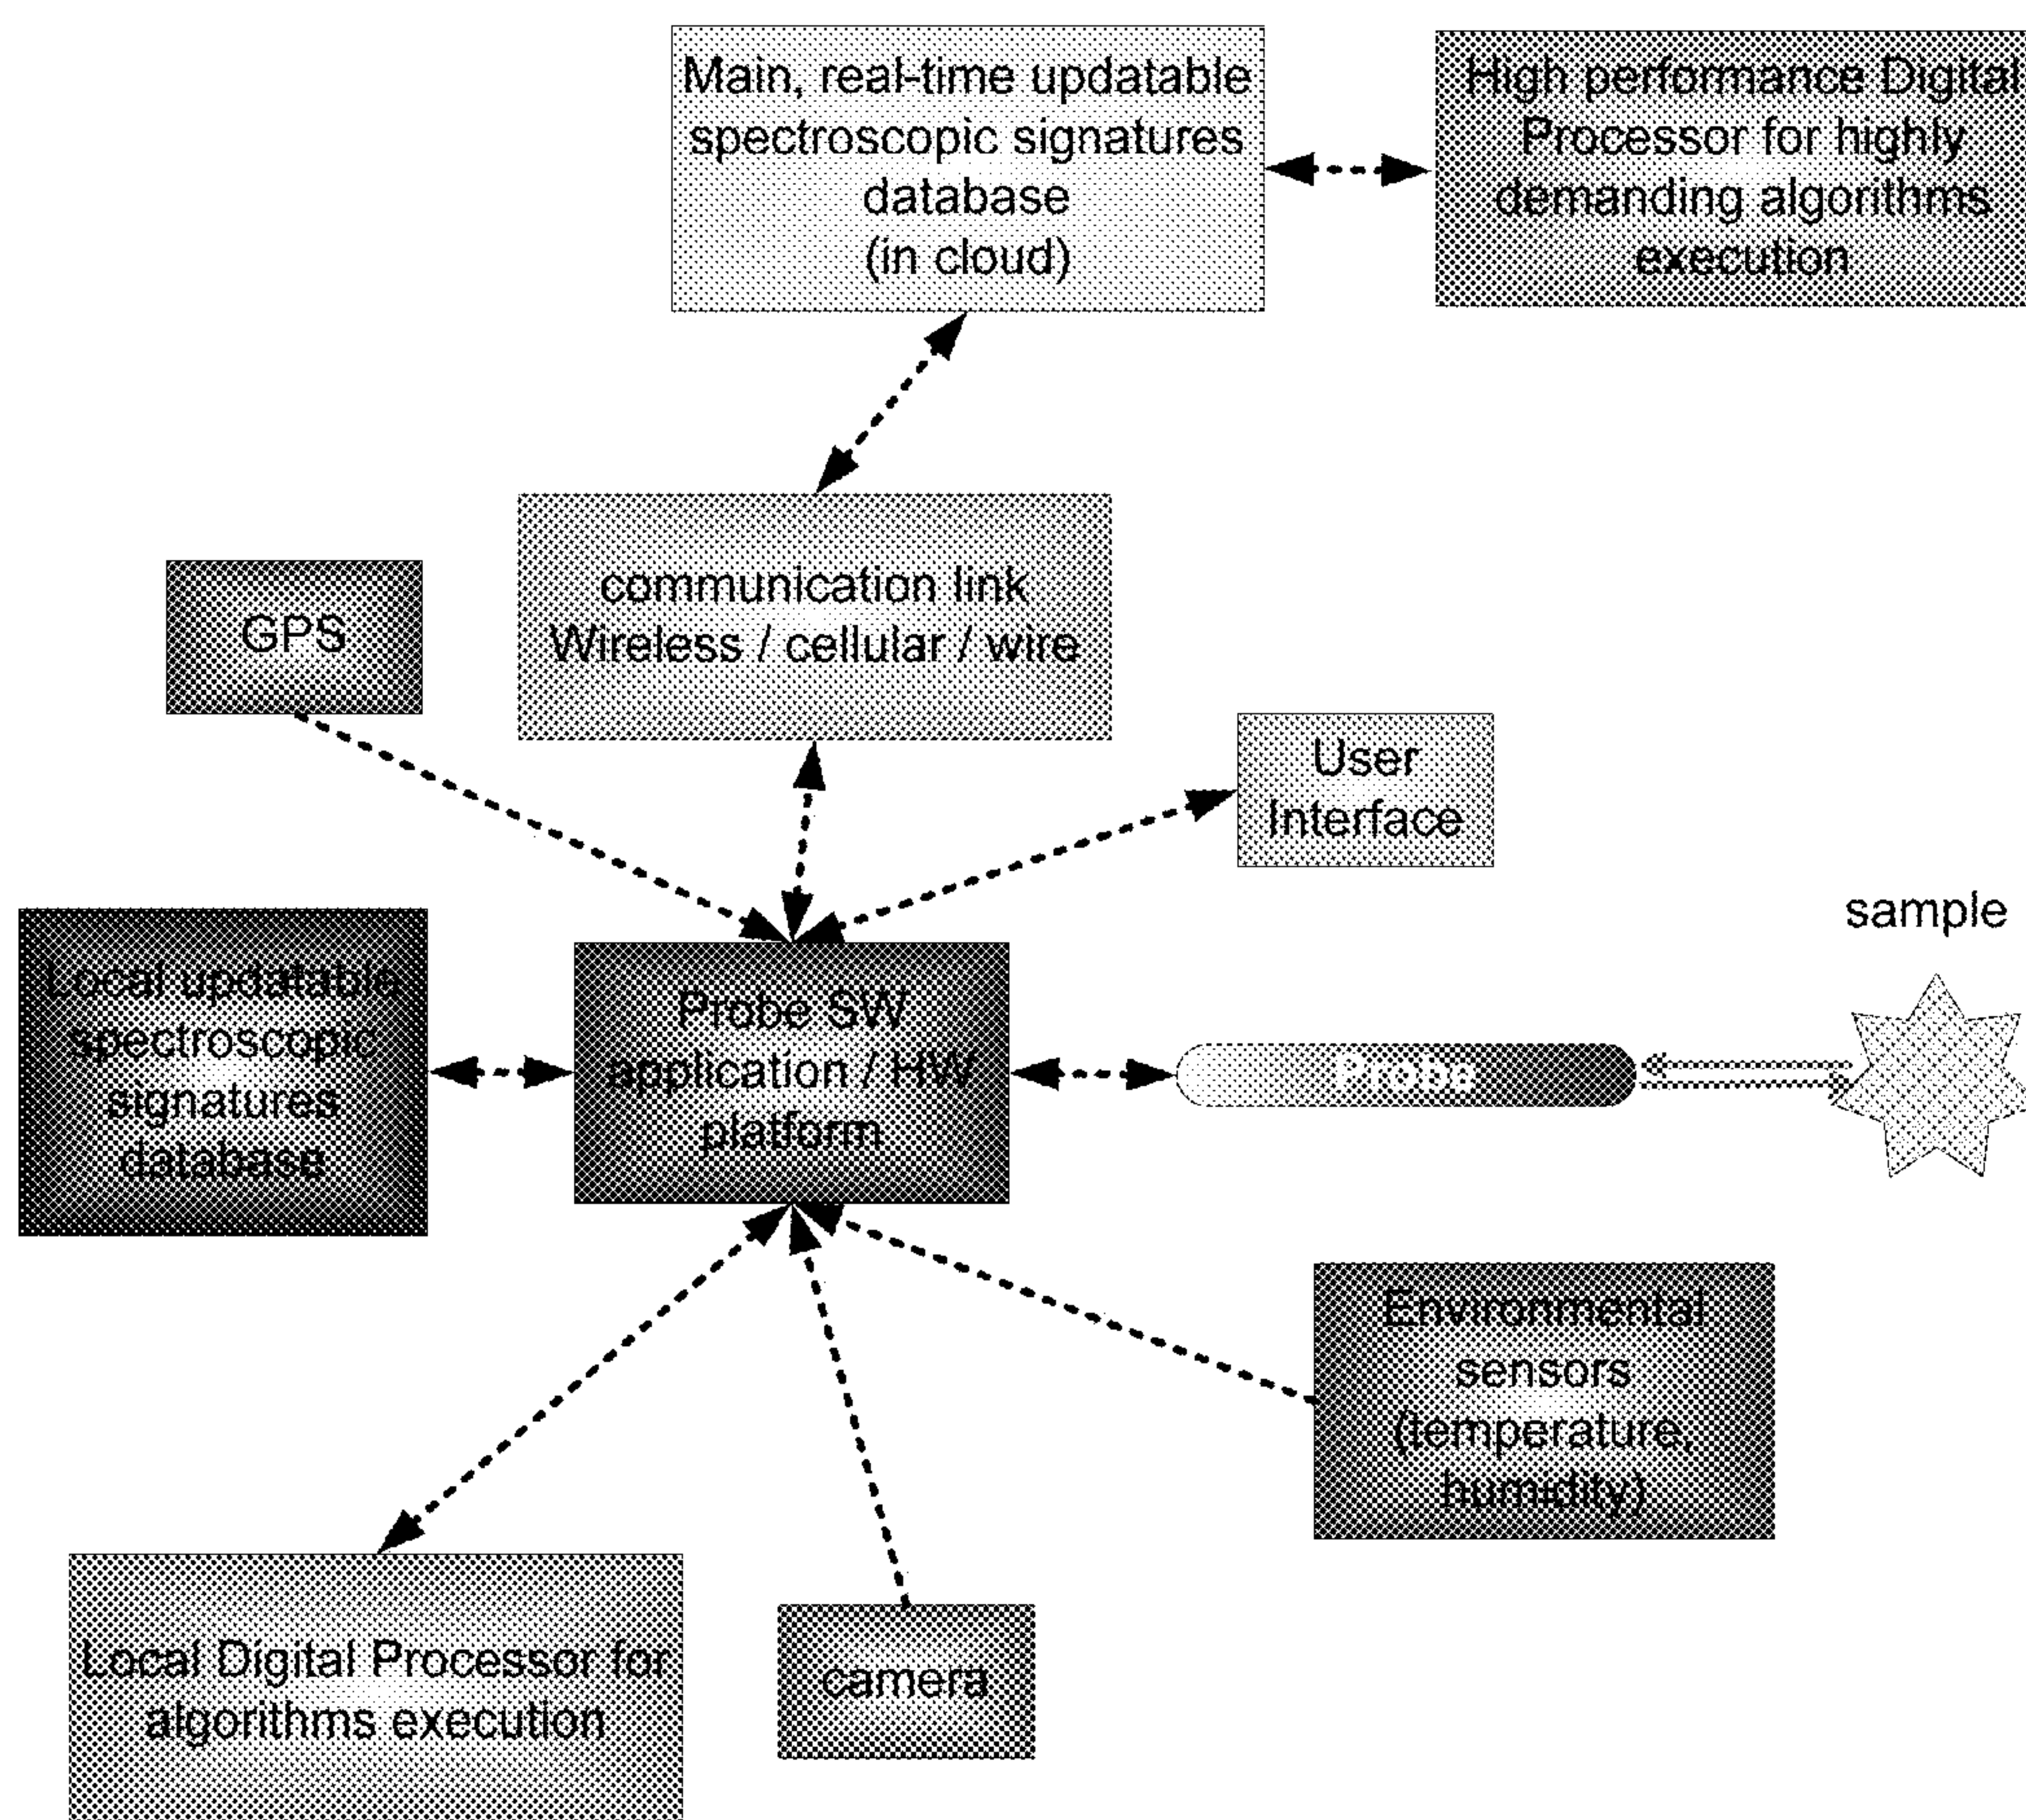 Main, real-time updatable
spectroscopic signatures
database
(in cloud)
High performance Digital
Processor for highly
demanding algorithms
execution
communication link
Wireless / cellular / wire
GPS
User
Interface
sample
Local updatable
spectroscopic
signatures
database
Probe SW
application / HW
platform
Probe
Environmental
sensors
(temperature,
humidity)
Local Digital Processor for
algorithms execution
camera